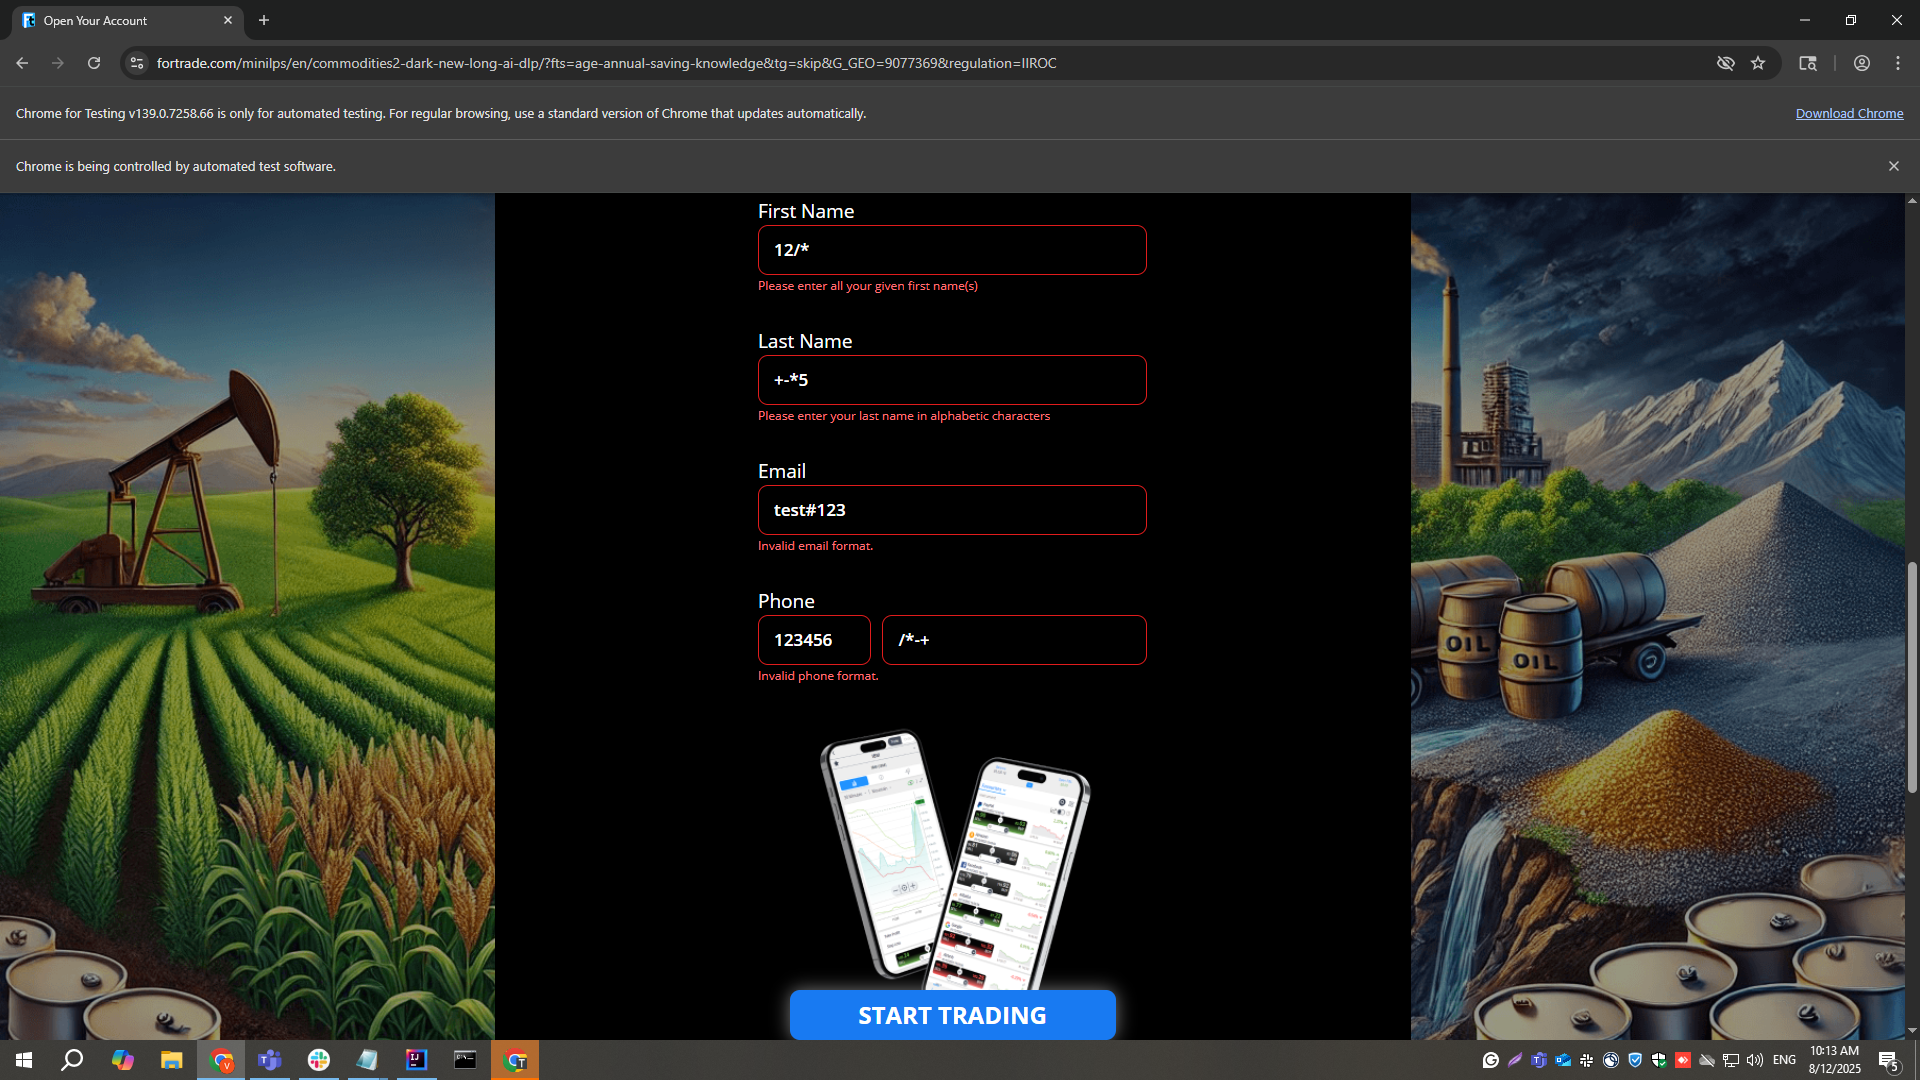 Open Your Account
fortrade.com/minilps/en/commodities2-dark-new-long-ai-dlp/?fts=age-annual-saving-knowledge&tg=skip&G_GEO=9077369&regulation=IIROC
Chrome for Testing v139.0.7258.66 is only for automated testing. For regular browsing, use a standard version of Chrome that updates automatically.
Download Chrome
Chrome is being controlled by automated test software.
First Name
12/*
Please enter all your given first name(s)
Last Name
+-*5
Please enter your last name in alphabetic characters
Email
test#123
Invalid email format.
Phone
123456
/*-+
Invalid phone format.
OIL
OIL
START TRADING
ENG
10:13 AM
8/12/2025
5